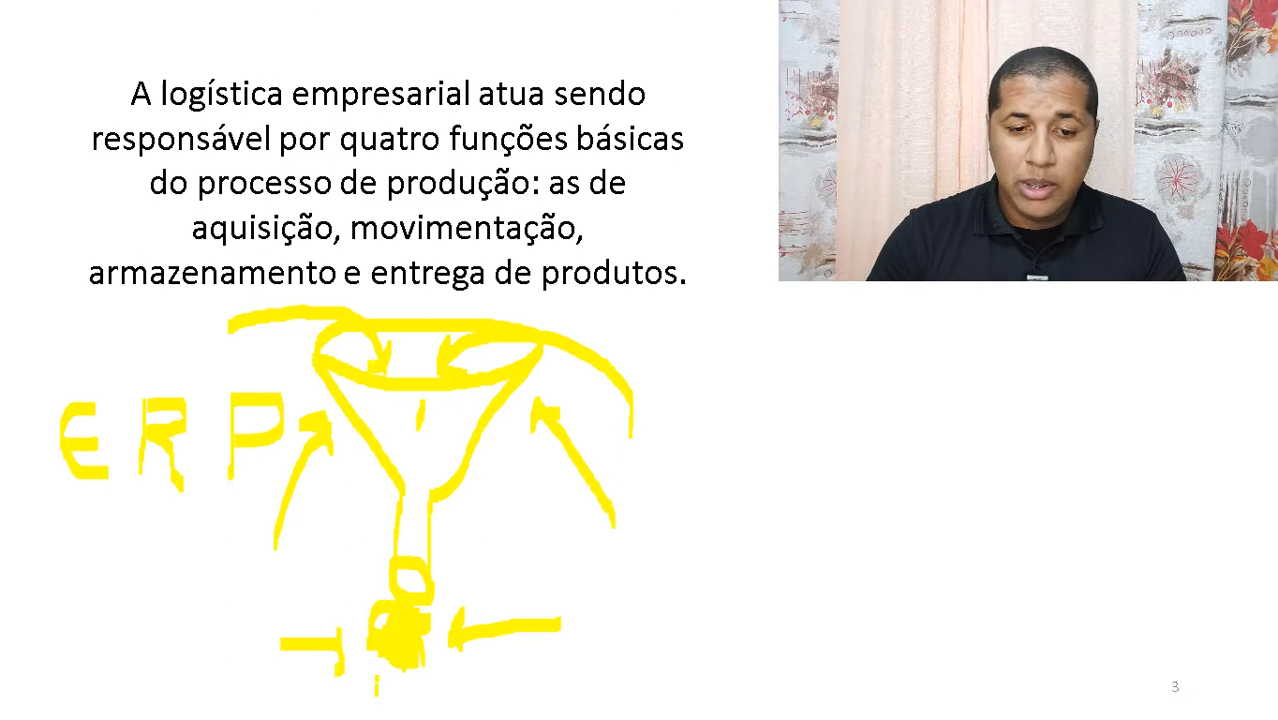 A logística empresarial atua sendo
responsável por quatro funções básicas
do processo de produção: as de
aquisição, movimentação,
armazenamento e entrega de produtos.
ERP
3